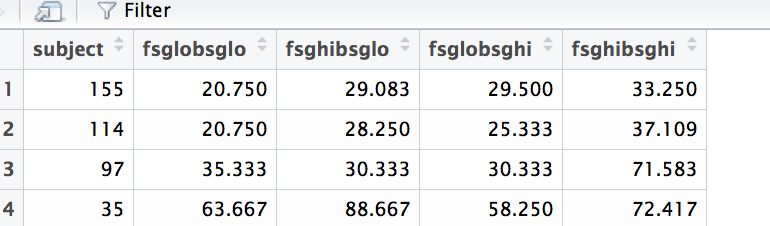 Filter
subject fsglobsglo fsghibsglo fsglobsghi fsghibsghi
1 155 20.750 29.083 29.500 33.250
2 114 20.750 28.250 25.333 37.109
3 97 35.333 30.333 30.333 71.583
4 35 63.667 88.667 58.250 72.417